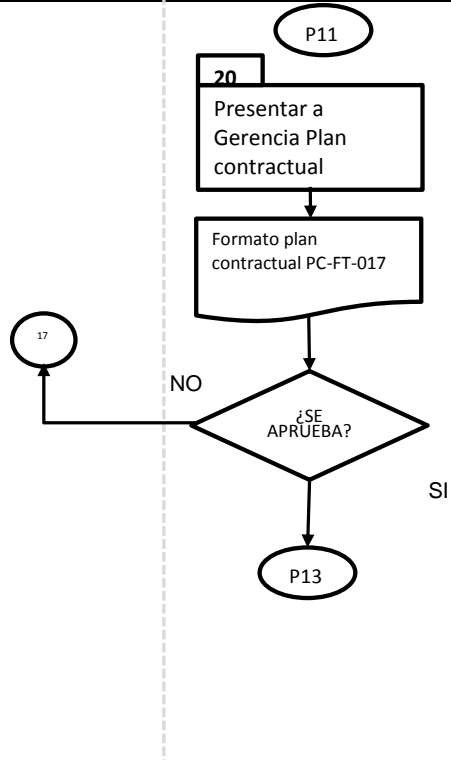 P11
20
Presentar a
Gerencia Plan
contractual
Formato plan
contractual PC-FT-017
17
NO
¿SE
APRUEBA?
SI
P13